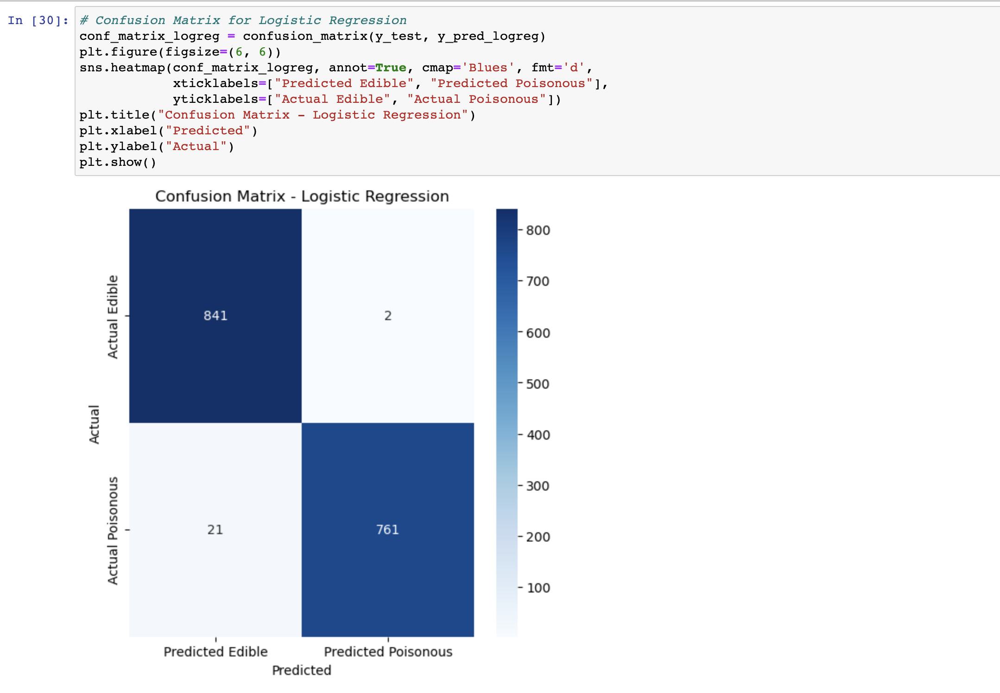 In [30]:
# Confusion Matrix for Logistic Regression
conf_matrix_logreg = confusion_matrix(y_test, y_pred_logreg)
plt.figure(figsize=(6, 6))
sns.heatmap(conf_matrix_logreg, annot=True, cmap='Blues', fmt='d',
            xticklabels=["Predicted Edible", "Predicted Poisonous"],
            yticklabels=["Actual Edible", "Actual Poisonous"])
plt.title("Confusion Matrix - Logistic Regression")
plt.xlabel("Predicted")
plt.ylabel("Actual")
plt.show()
Confusion Matrix - Logistic Regression
Actual
Actual Edible
841
2
Actual Poisonous
21
761
Predicted Edible
Predicted Poisonous
Predicted
800
700
600
500
400
300
200
100